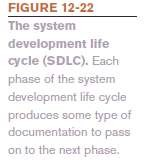 FIGURE 12-22
The system
development life
cycle (SDLC). Each
phase of the system
development life cycle
produces some type of
documentation to pass
on to the next phase.